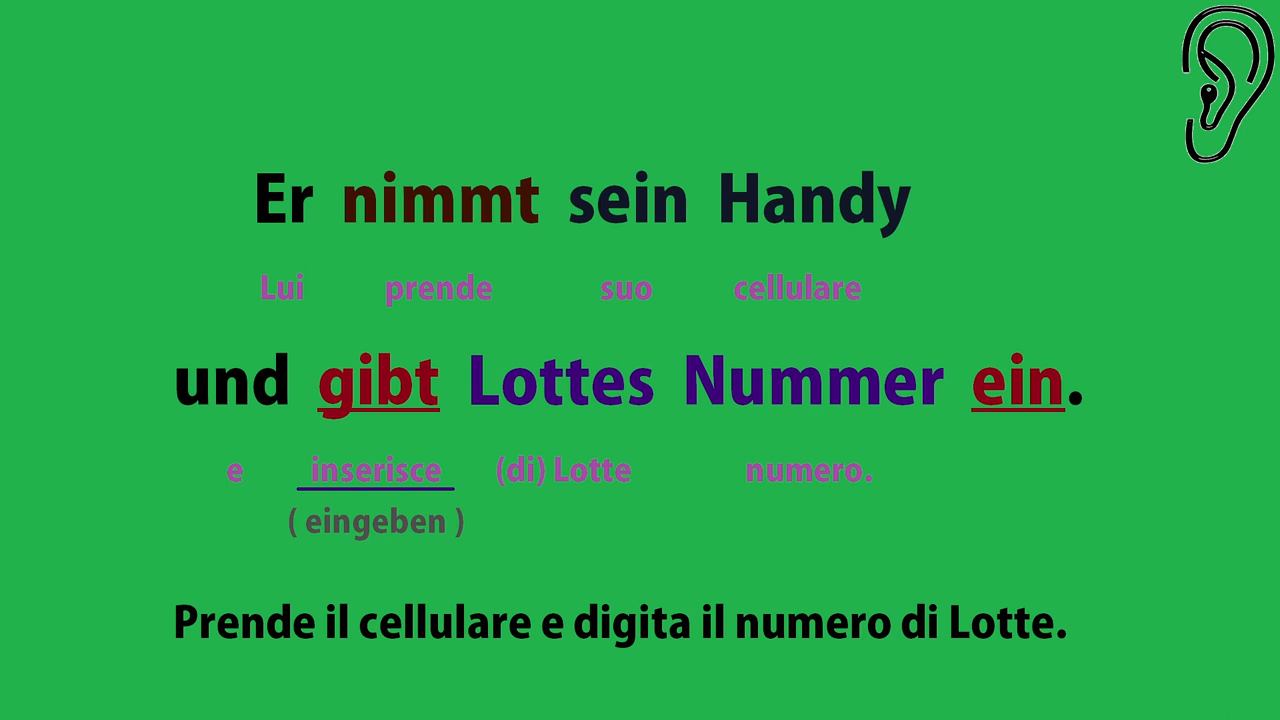 Er nimmt sein Handy
Lui prende suo cellulare
und gibt Lottes Nummer ein.
e inserisce (di) Lotte numero.
( eingeben )
Prende il cellulare e digita il numero di Lotte.